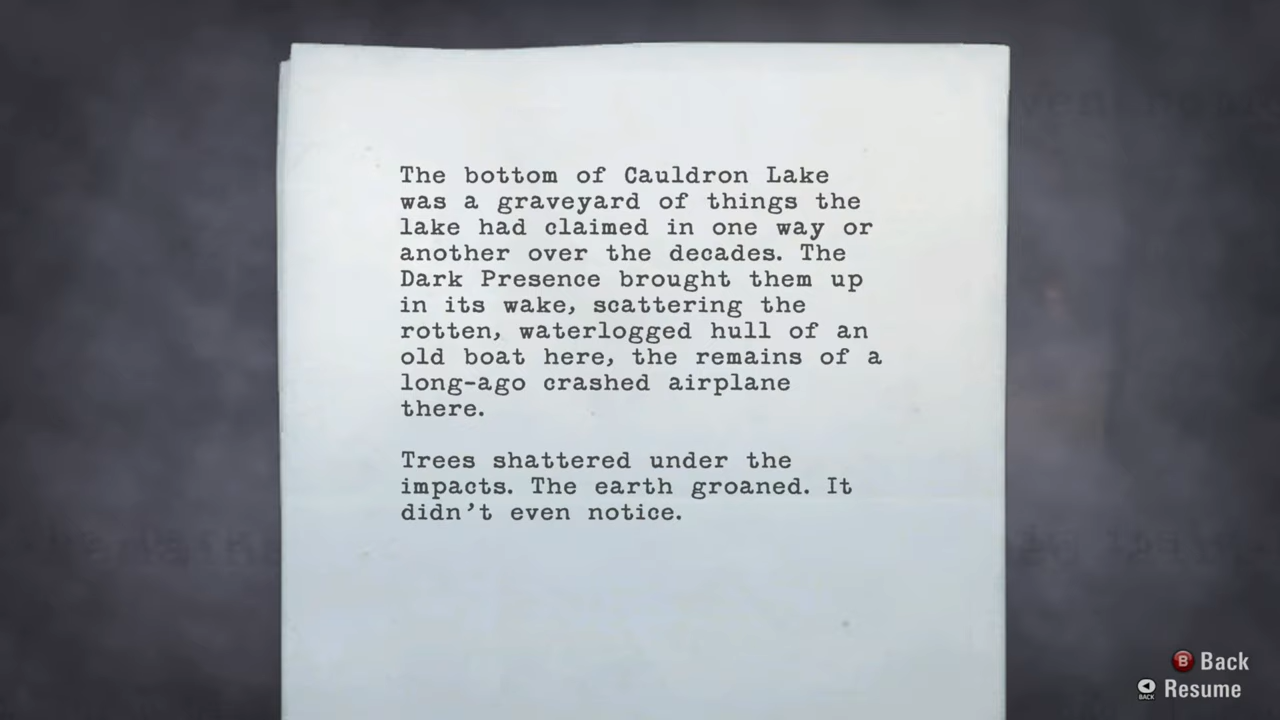 The bottom of Cauldron Lake
was a graveyard of things the
lake had claimed in one way or
another over the decades. The
Dark Presence brought them up
in its wake, scattering the
rotten, waterlogged hull of an
old boat here, the remains of a
long-ago crashed airplane
there.
Trees shattered under the
impacts. The earth groaned. It
didn't even notice.
B Back
BACK Resume